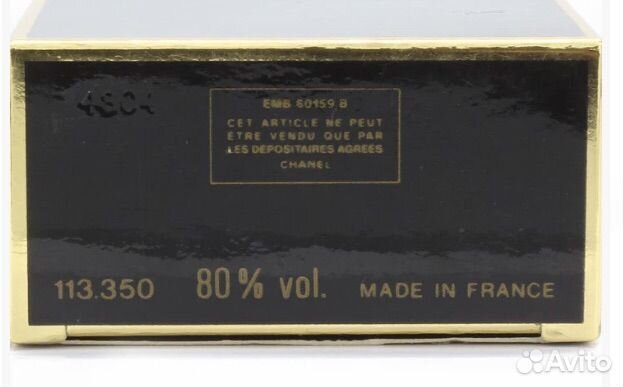 4804
EMB 60159 B
CET ARTICLE NE PEUT
ETRE VENDU QUE PAR
LES DEPOSITAIRES AGREES
CHANEL
113.350 80% vol. MADE IN FRANCE
Avito